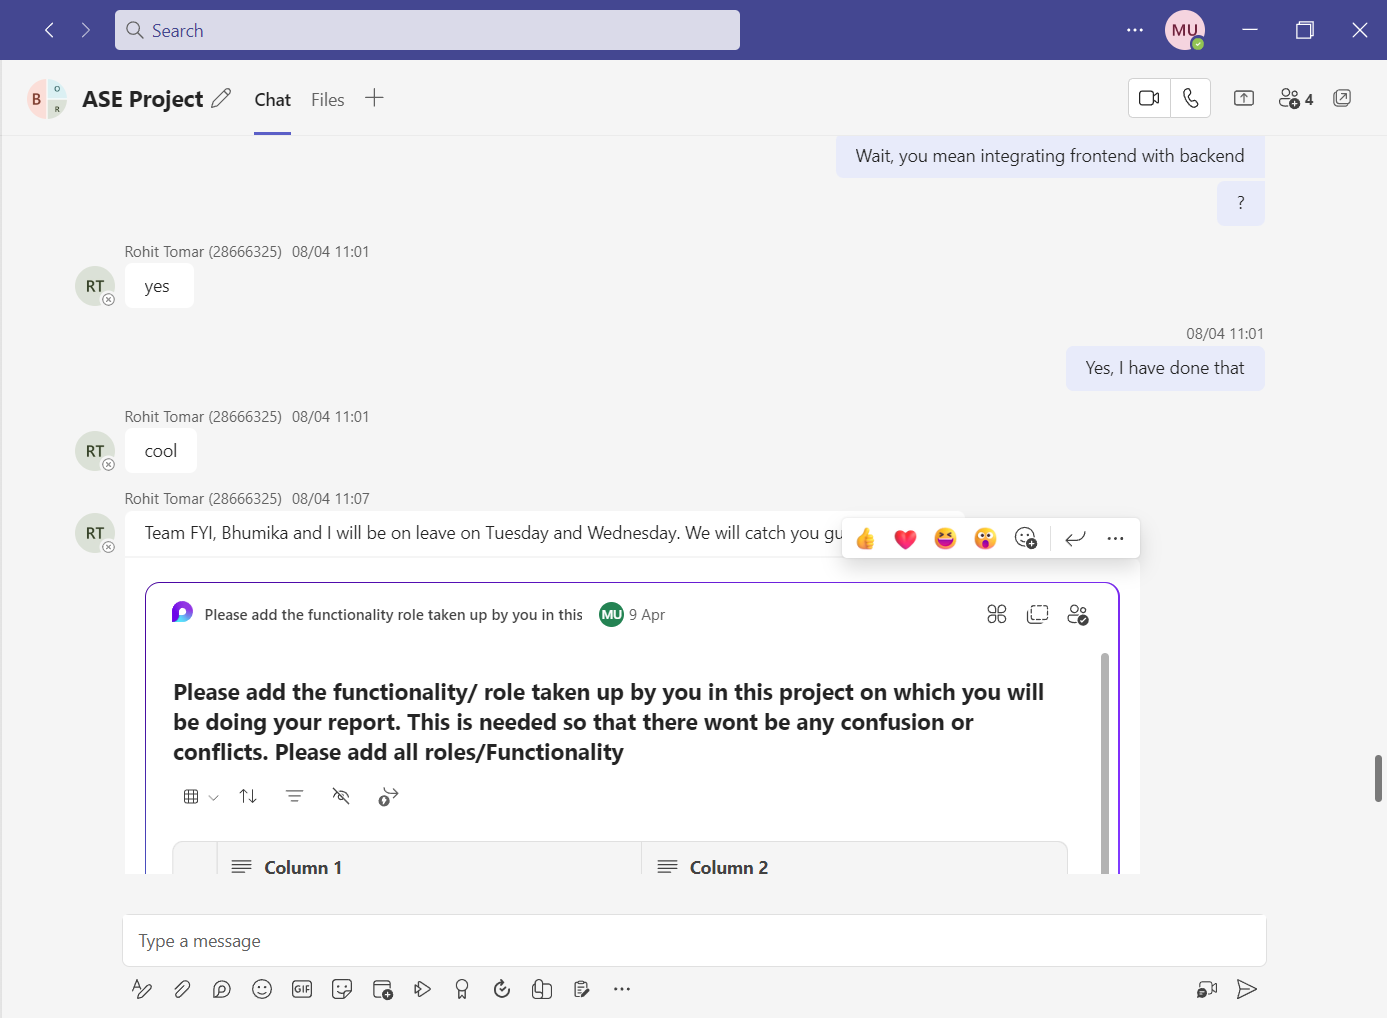 Search
MU
B
O
R
ASE Project
Chat
Files
4
Wait, you mean integrating frontend with backend
?
Rohit Tomar (28666325) 08/04 11:01
RT
yes
08/04 11:01
Yes, I have done that
Rohit Tomar (28666325) 08/04 11:01
RT
cool
Rohit Tomar (28666325) 08/04 11:07
RT
Team FYI, Bhumika and I will be on leave on Tuesday and Wednesday. We will catch you
Please add the functionality role taken up by you in this MU 9 Apr
Please add the functionality/ role taken up by you in this project on which you will
be doing your report. This is needed so that there wont be any confusion or
conflicts. Please add all roles/Functionality
Column 1
Column 2
Type a message
GIF